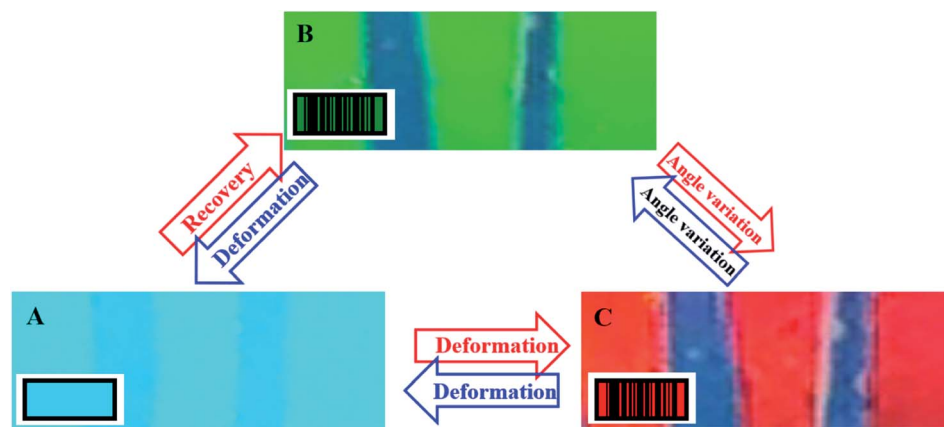 B
Recovery
Deformation
Angle variation
Angle variation
A
Deformation
Deformation
C